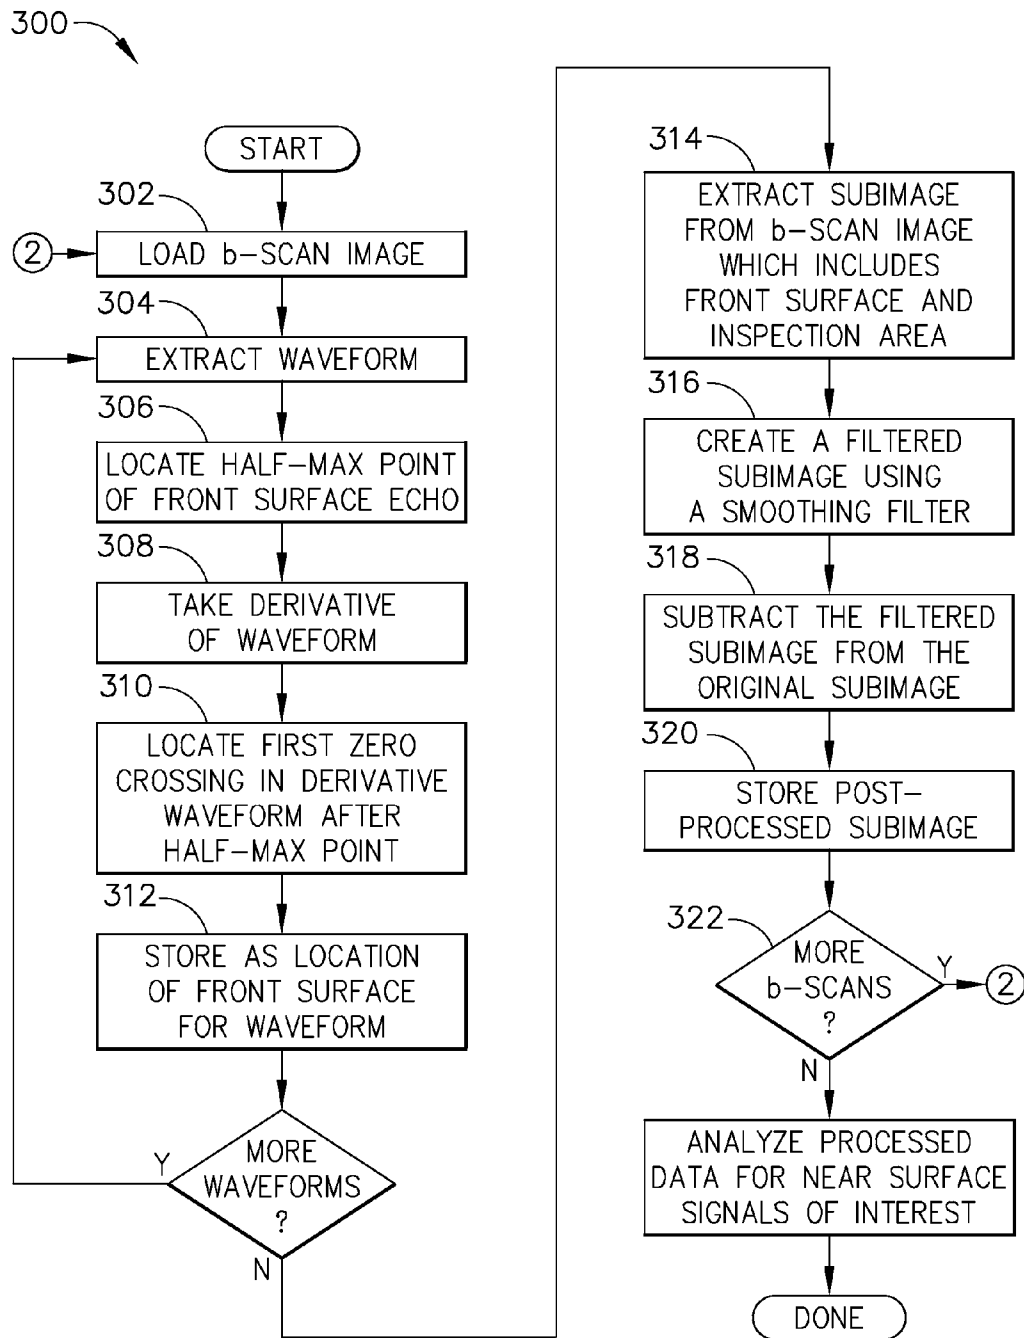 300
START
302
2
LOAD b-SCAN IMAGE
304
EXTRACT WAVEFORM
306
LOCATE HALF-MAX POINT
OF FRONT SURFACE ECHO
308
TAKE DERIVATIVE
OF WAVEFORM
310
LOCATE FIRST ZERO
CROSSING IN DERIVATIVE
WAVEFORM AFTER
HALF-MAX POINT
312
STORE AS LOCATION
OF FRONT SURFACE
FOR WAVEFORM
Y
MORE
WAVEFORMS
?
N
314
EXTRACT SUBIMAGE
FROM b-SCAN IMAGE
WHICH INCLUDES
FRONT SURFACE AND
INSPECTION AREA
316
CREATE A FILTERED
SUBIMAGE USING
A SMOOTHING FILTER
318
SUBTRACT THE FILTERED
SUBIMAGE FROM THE
ORIGINAL SUBIMAGE
320
STORE POST-
PROCESSED SUBIMAGE
322
MORE
b-SCANS
?
Y
2
N
ANALYZE PROCESSED
DATA FOR NEAR SURFACE
SIGNALS OF INTEREST
DONE